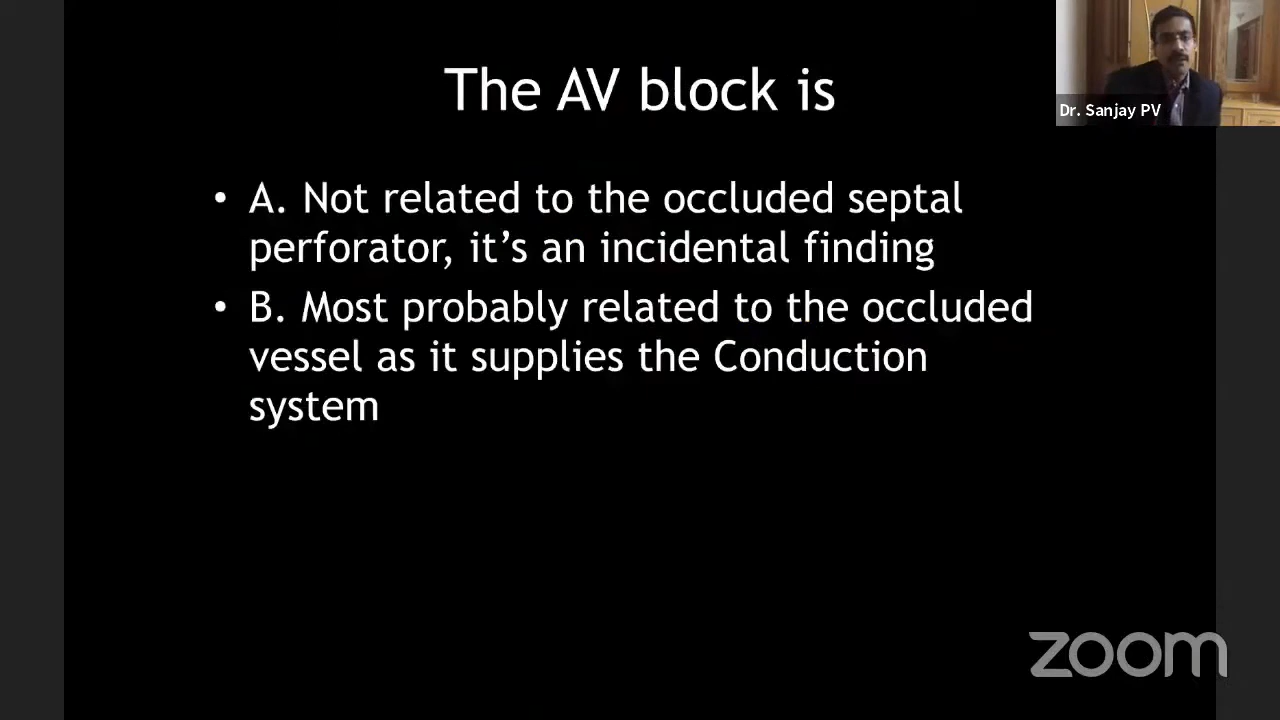 The AV block is
Dr. Sanjay PV
• A. Not related to the occluded septal
perforator, it’s an incidental finding
• B. Most probably related to the occluded
vessel as it supplies the Conduction
system
zoom